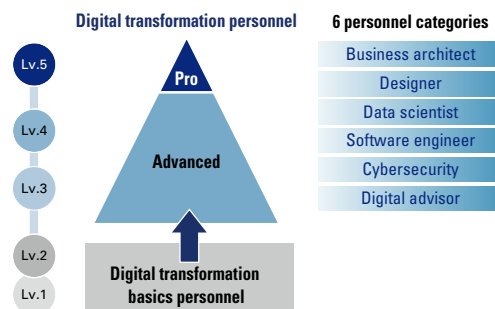 Digital transformation personnel
6 personnel categories
Lv.5
Lv.4
Lv.3
Lv.2
Lv.1
Pro
Advanced
Digital transformation
basics personnel
Business architect
Designer
Data scientist
Software engineer
Cybersecurity
Digital advisor